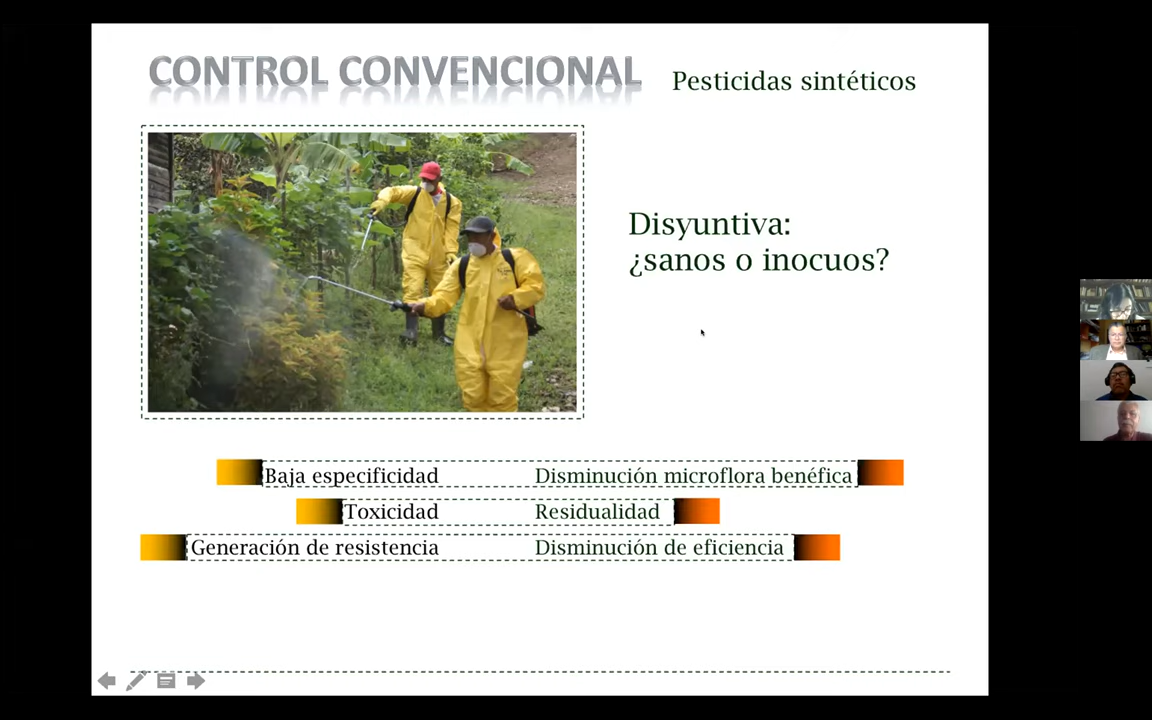 CONTROL CONVENCIONAL
Pesticidas sintéticos
Disyuntiva:
¿sanos o inocuos?
Baja especificidad Disminución microflora benéfica
Toxicidad Residualidad
Generación de resistencia Disminución de eficiencia